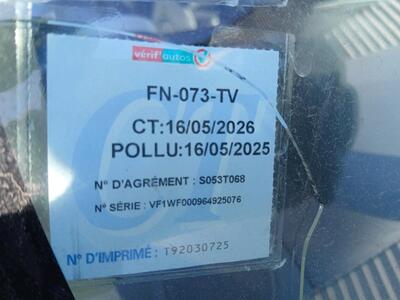 vérif'autos
FN-073-TV
CT:16/05/2026
POLLU:16/05/2025
N° D'AGRÉMENT : S053T068
N° SÉRIE : VF1WF000964925076
N° D'IMPRIMÉ : T92030725
CT